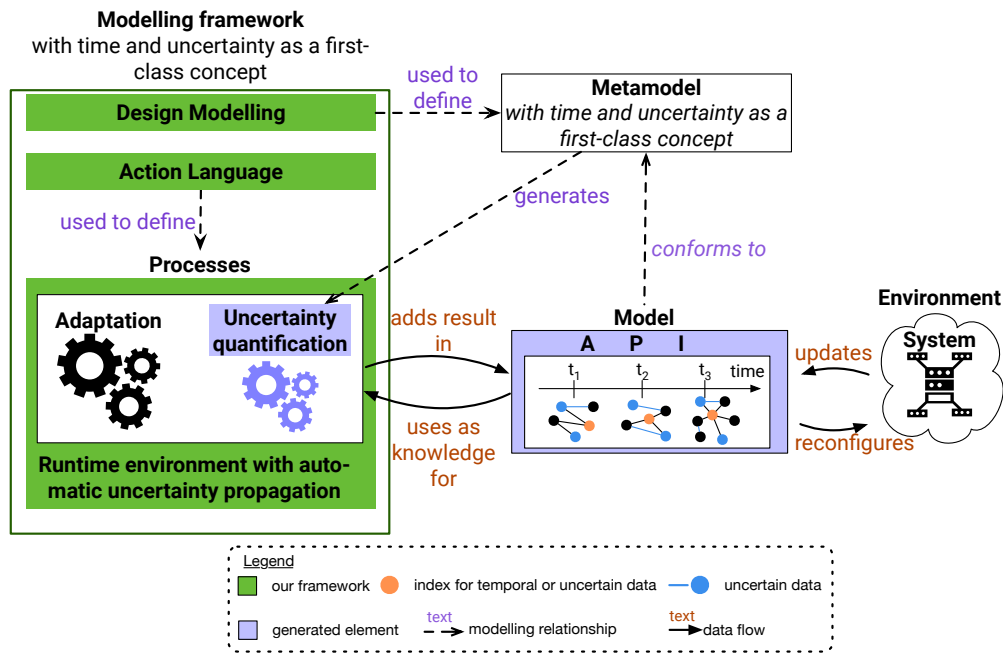 Modelling framework
with time and uncertainty as a first-
class concept
Design Modelling
used to
define
Metamodel
with time and uncertainty as a
first-class concept
Action Language
used to define
generates
conforms to
Processes
Adaptation
Uncertainty
quantification
Runtime environment with auto-
matic uncertainty propagation
adds result
in
uses as
knowledge
for
Model
A P I
t1 t2 t3 time
updates
reconfigures
Environment
System
Legend
our framework
index for temporal or uncertain data
uncertain data
generated element
text
modelling relationship
text
data flow